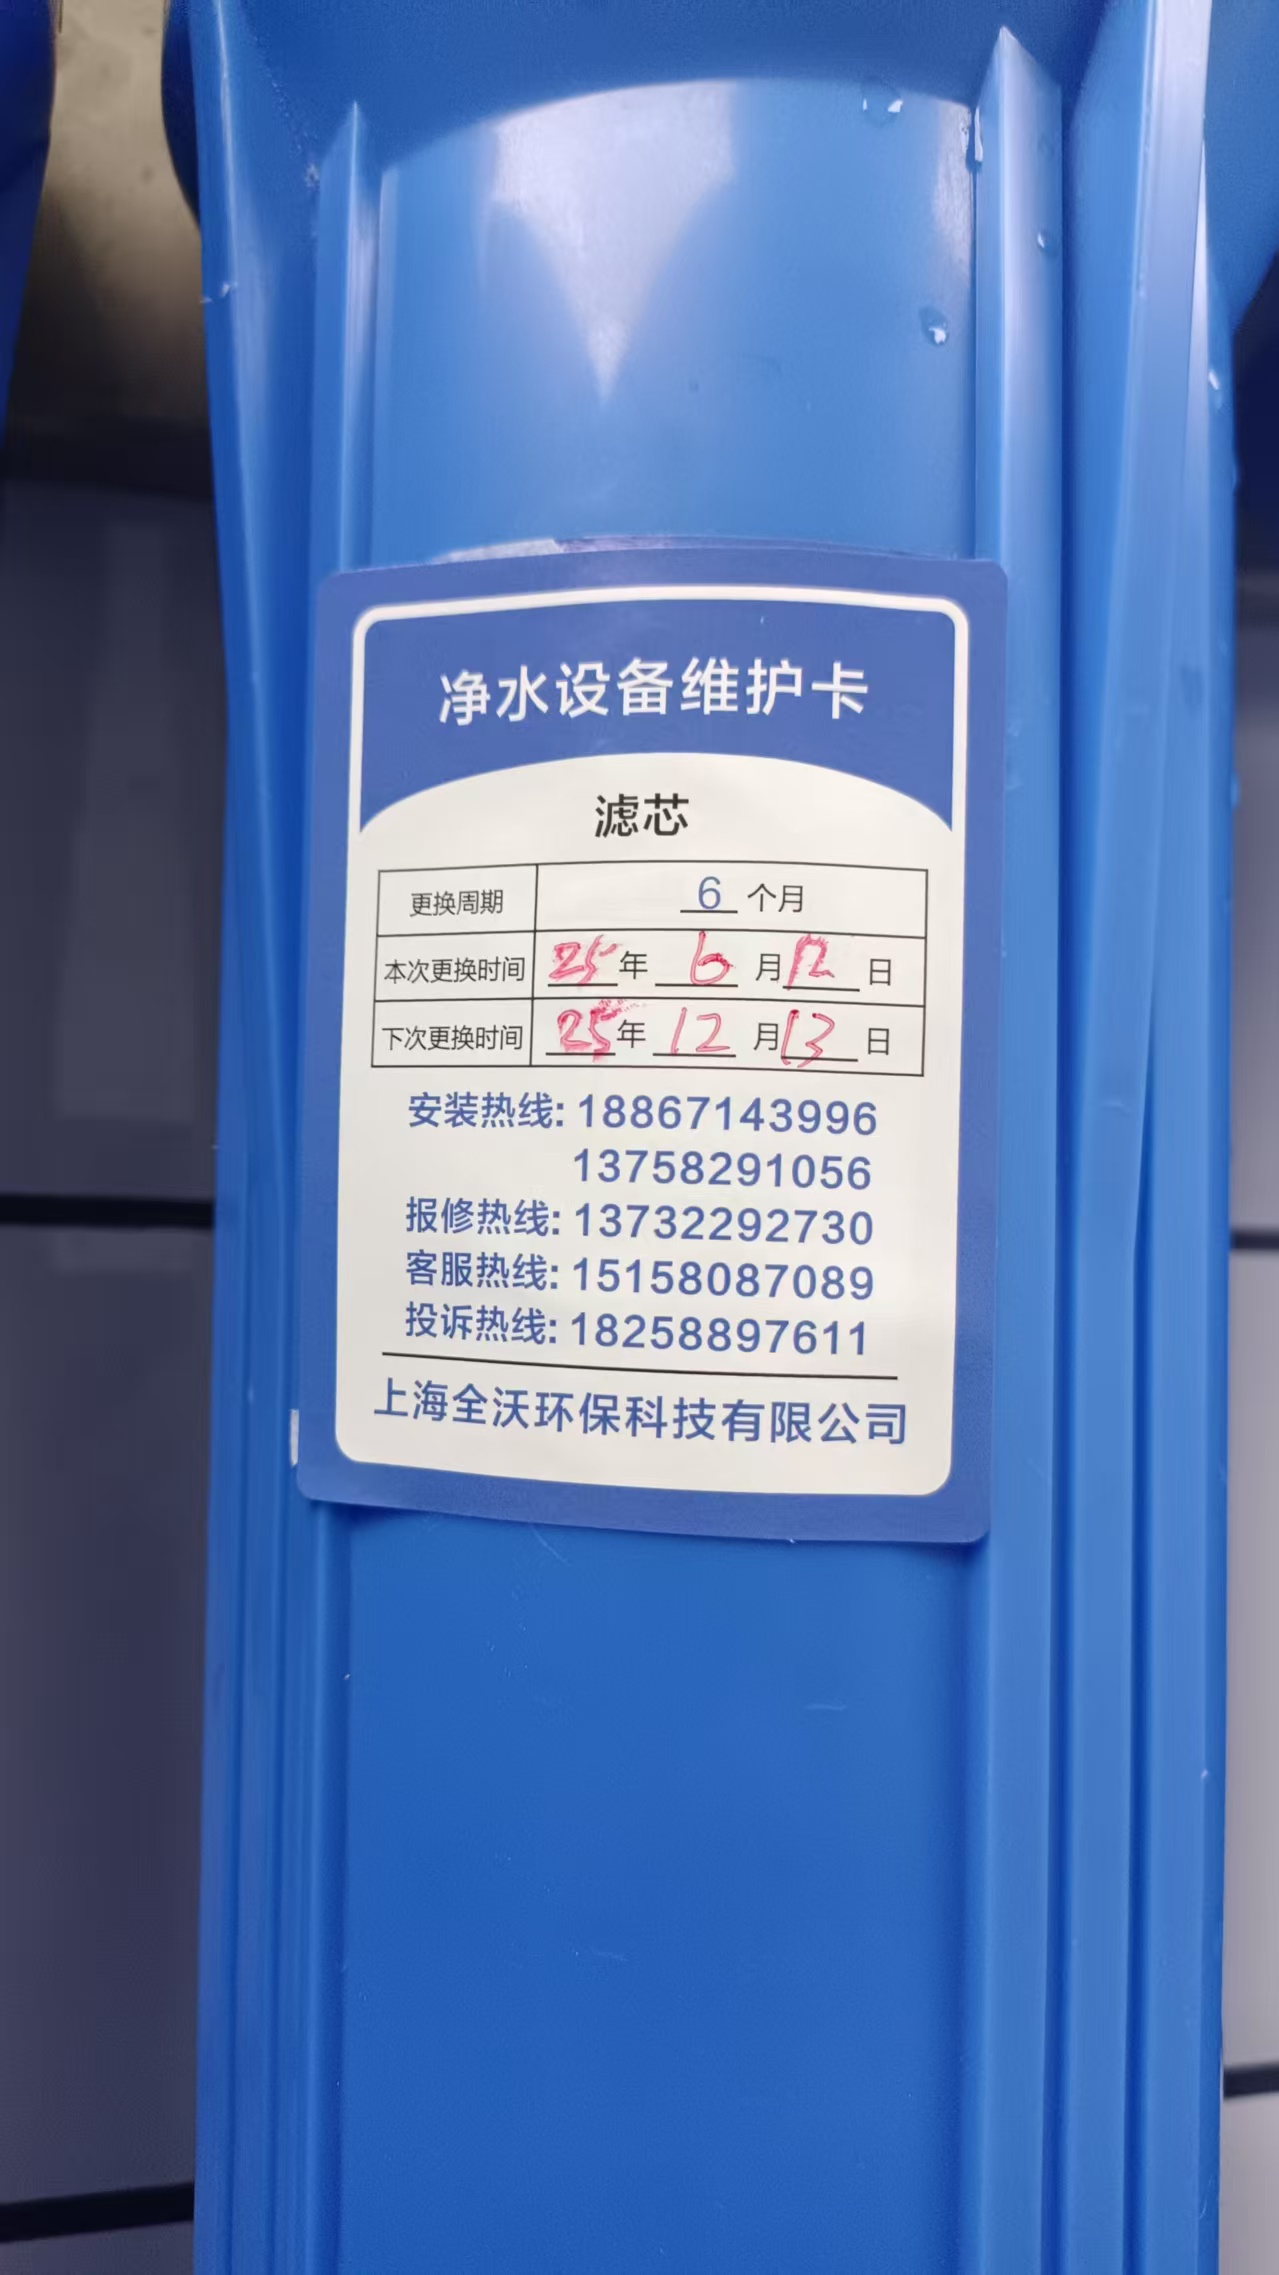 净水设备维护卡
滤芯
更换周期 6 个月
本次更换时间 25 年 6 月 12 日
下次更换时间 25 年 12 月 13 日
安装热线: 18867143996
13758291056
报修热线: 13732292730
客服热线: 15158087089
投诉热线: 18258897611
上海全沃环保科技有限公司